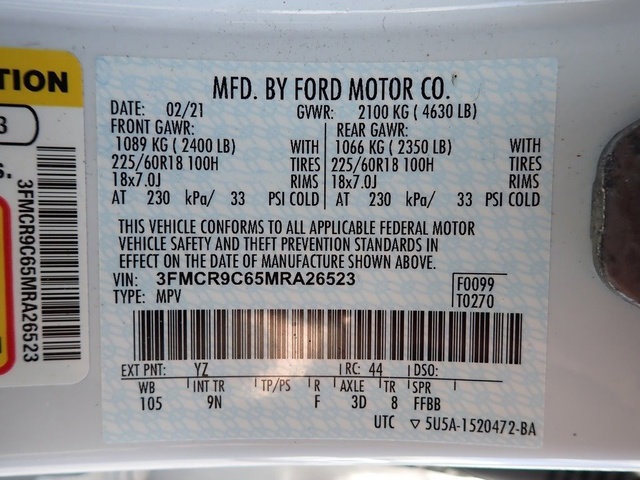 MFD. BY FORD MOTOR CO.
DATE: 02/21 GVWR: 2100 KG ( 4630 LB)
FRONT GAWR: REAR GAWR:
1089 KG ( 2400 LB) WITH 1066 KG ( 2350 LB) WITH
225/60R18 100H TIRES 225/60R18 100H TIRES
18x7.0J RIMS 18x7.0J RIMS
AT 230 kPa/ 33 PSI COLD AT 230 kPa/ 33 PSI COLD
THIS VEHICLE CONFORMS TO ALL APPLICABLE FEDERAL MOTOR
VEHICLE SAFETY AND THEFT PREVENTION STANDARDS IN
EFFECT ON THE DATE OF MANUFACTURE SHOWN ABOVE.
VIN: 3FMCR9C65MRA26523 F0099
TYPE: MPV T0270
EXT PNT: YZ RC: 44 DSO:
WB INT TR TP/PS R AXLE TR SPR
105 9N F 3D 8 FFBB
UTC ▽ 5U5A-1520472-BA
TION
3
3FMCR9C65MRA26523